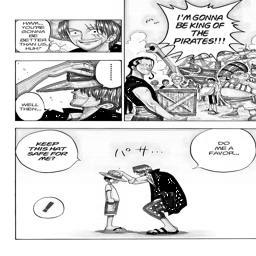 I'M GONNA
BE KING OF
THE
PIRATES!!!
HMM...
YOU'RE
GONNA
BE
BETTER
THAN US,
HUH?
WELL
THEN...
DO
ME A
FAVOR...
パサ...
KEEP
THIS HAT
SAFE FOR
ME?